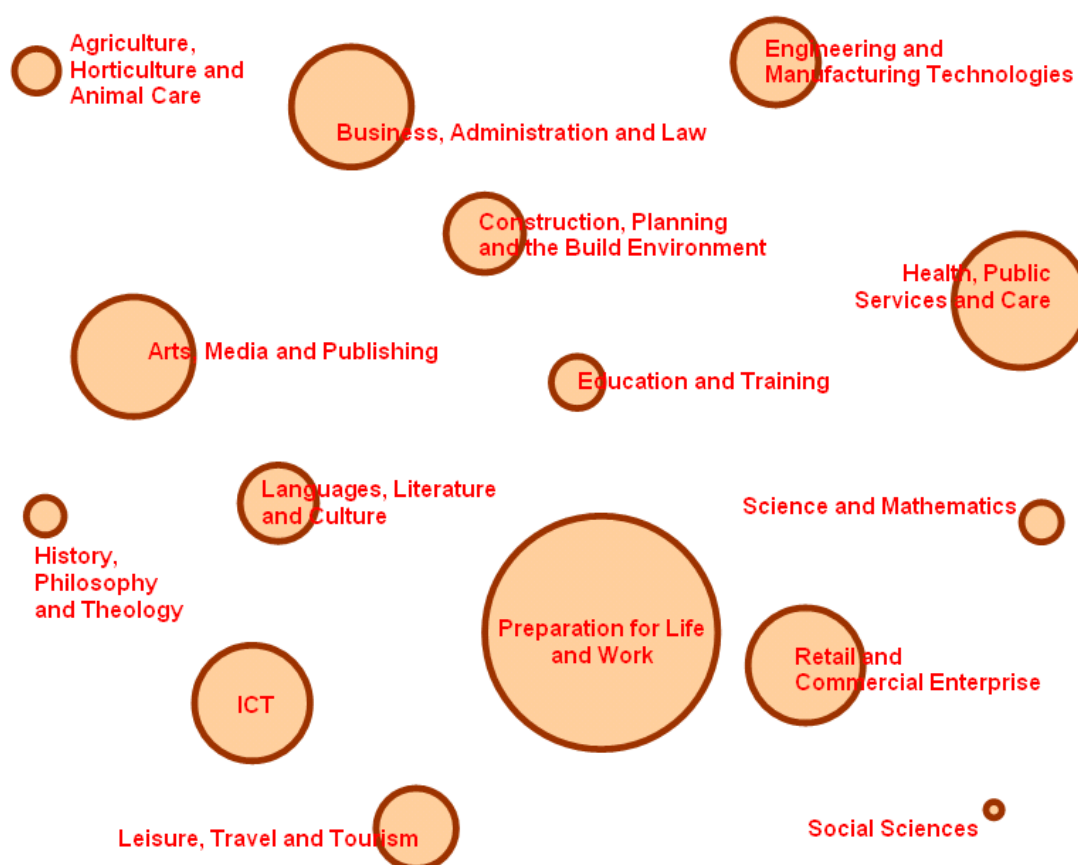 Agriculture,
Horticulture and
Animal Care
Business, Administration and Law
Engineering and
Manufacturing Technologies
Construction, Planning
and the Build Environment
Health, Public
Services and Care
Arts, Media and Publishing
Education and Training
Languages, Literature
and Culture
Science and Mathematics
History,
Philosophy
and Theology
Preparation for Life
and Work
Retail and
Commercial Enterprise
ICT
Leisure, Travel and Tourism
Social Sciences